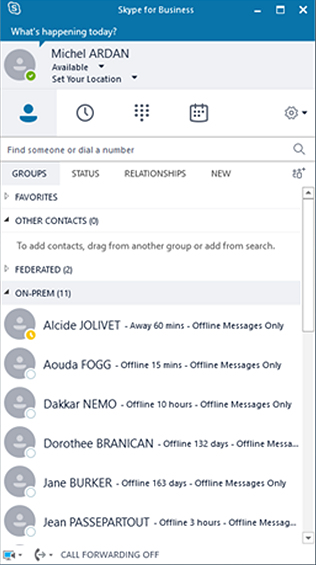 Skype for Business
What's happening today?
Michel ARDAN
Available
Set Your Location
Find someone or dial a number
GROUPS STATUS RELATIONSHIPS NEW
FAVORITES
OTHER CONTACTS (0)
To add contacts, drag from another group or add from search.
FEDERATED (2)
ON-PREM (11)
Alcide JOLIVET - Away 60 mins - Offline Messages Only
Aouda FOGG - Offline 15 mins - Offline Messages Only
Dakkar NEMO - Offline 10 hours - Offline Messages Only
Dorothee BRANICAN - Offline 132 days - Offline Messa...
Jane BURKER - Offline 163 days - Offline Messages Only
Jean PASSEPARTOUT - Offline 3 hours - Offline Messag...
CALL FORWARDING OFF